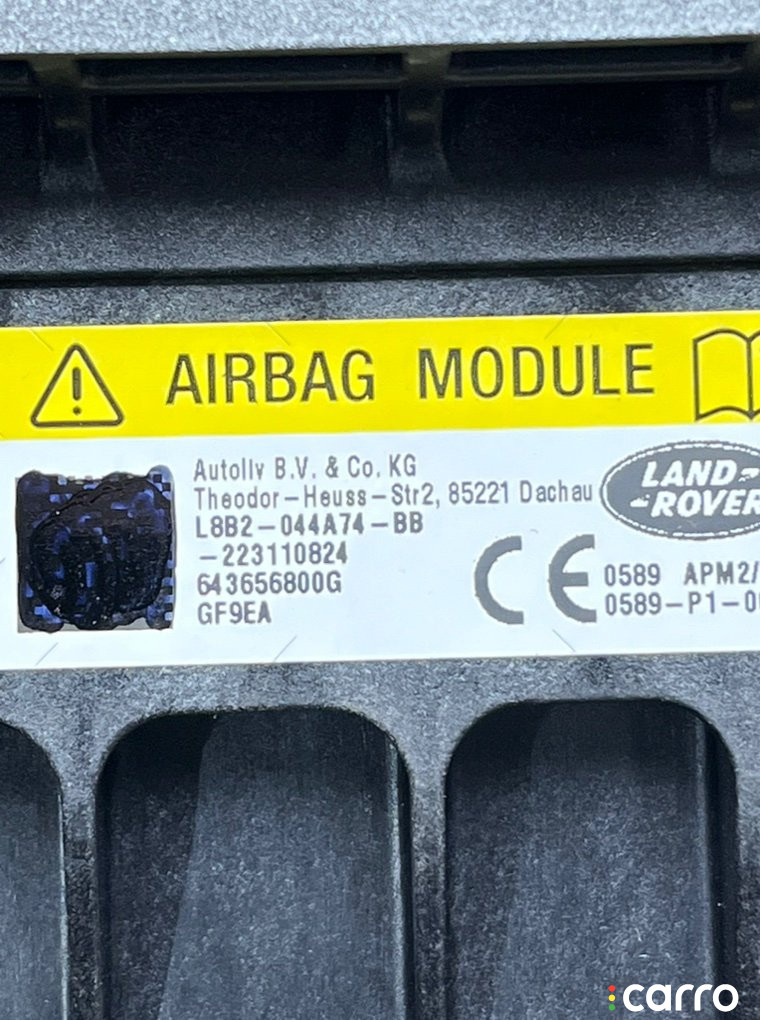 AIRBAG MODULE
Autoliv B.V. & Co. KG
Theodor-Heuss-Str2, 85221 Dachau
L8B2-044A74-BB
-223110824
643656800G
GF9EA
LAND-
-ROVER
CE
0589 APM2/
0589-P1-0
carro